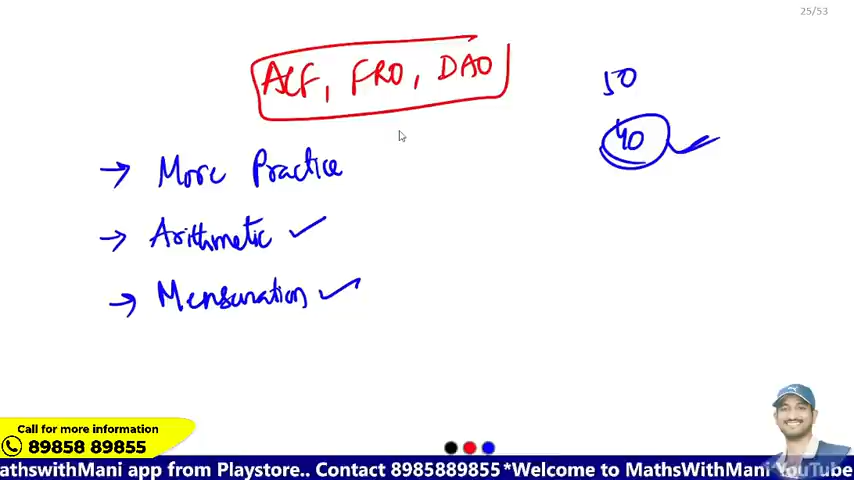 25/53
ACF, FRO, DAO
50
40
→ More Practice
→ Arithmetic ✓
→ Mensuration ✓
Call for more information
89858 89855
athswithMani app from Playstore.. Contact 8985889855 *Welcome to MathsWithMani YouTube